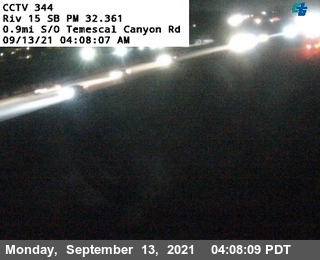 CCTV 344
Riv 15 SB PM 32.361
0.9mi S/O Temescal Canyon Rd
09/13/21 04:08:07 AM
Monday, September 13, 2021 04:08:09 PDT